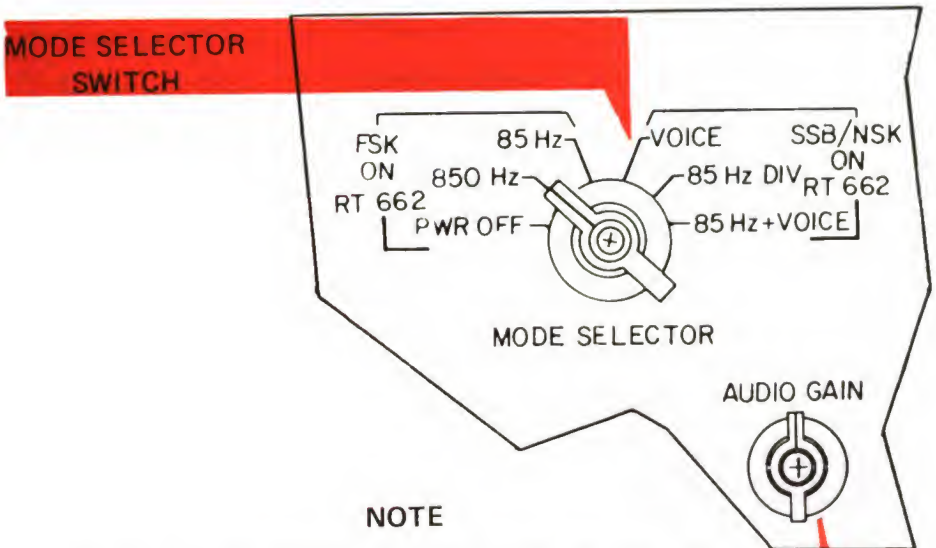 MODE SELECTOR
SWITCH
FSK
ON
RT 662
85 Hz
850 Hz
PWR OFF
VOICE
85 Hz DIV
85 Hz+VOICE
SSB/NSK
ON
RT 662
MODE SELECTOR
AUDIO GAIN
NOTE